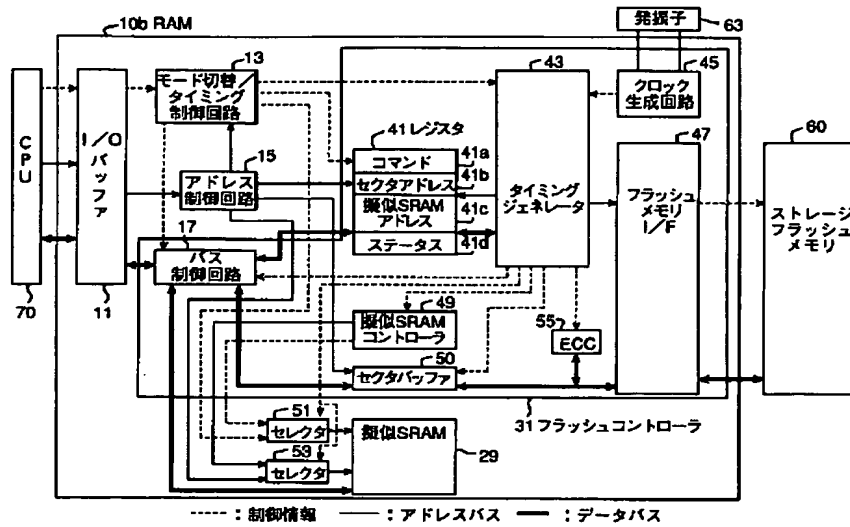 10b RAM
発振子
63
13
モード切替/
タイミング
制御回路
43
45
クロック
生成回路
CPU
I/O
バッファ
41 レジスタ
41a
コマンド
41b
セクタアドレス
41c
擬似SRAM
アドレス
41d
ステータス
15
アドレス
制御回路
タイミング
ジェネレータ
47
フラッシュ
メモリ
I/F
60
ストレージ
フラッシュ
メモリ
17
バス
制御回路
70
11
49
擬似SRAM
コントローラ
55
ECC
50
セクタバッファ
51
セレクタ
53
セレクタ
擬似SRAM
29
31 フラッシュコントローラ
:制御情報
:アドレスバス
:データバス